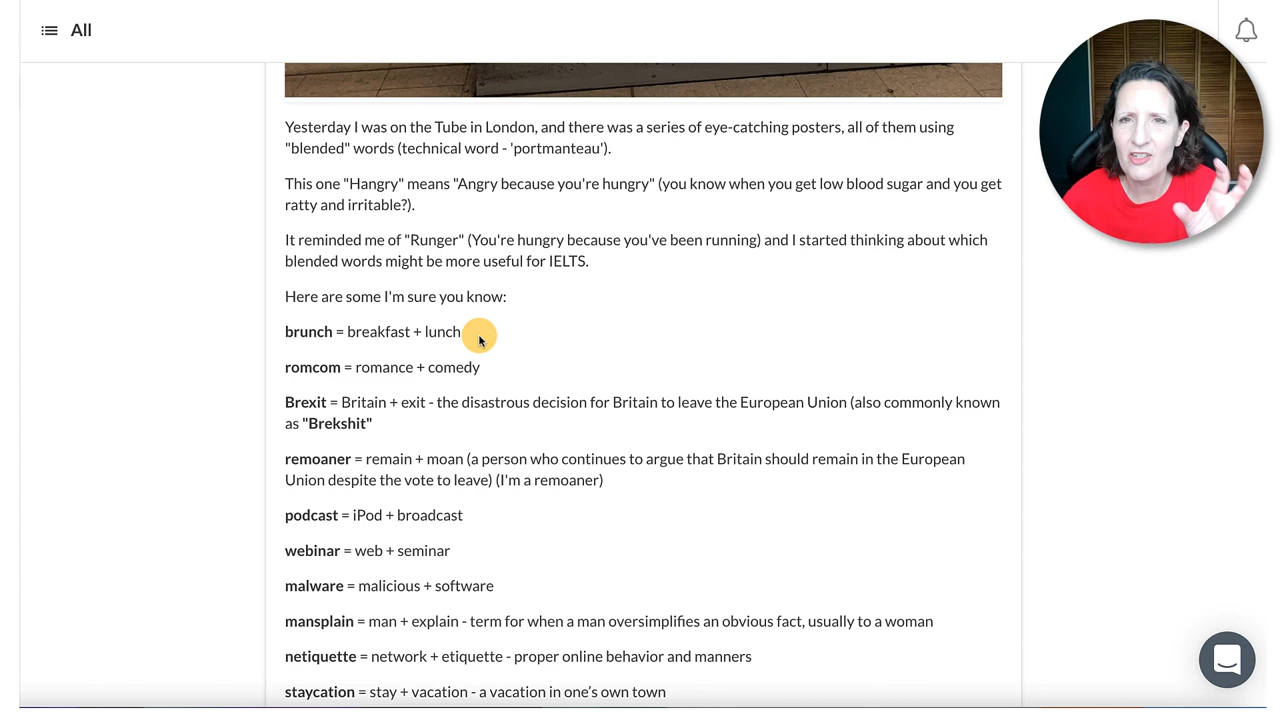 All
Yesterday I was on the Tube in London, and there was a series of eye-catching posters, all of them using
"blended" words (technical word - 'portmanteau').
This one "Hangry" means "Angry because you're hungry" (you know when you get low blood sugar and you get
ratty and irritable?).
It reminded me of "Runger" (You're hungry because you've been running) and I started thinking about which
blended words might be more useful for IELTS.
Here are some I'm sure you know:
brunch = breakfast + lunch
romcom = romance + comedy
Brexit = Britain + exit - the disastrous decision for Britain to leave the European Union (also commonly known
as "Brekshit"
remoaner = remain + moan (a person who continues to argue that Britain should remain in the European
Union despite the vote to leave) (I'm a remoaner)
podcast = iPod + broadcast
webinar = web + seminar
malware = malicious + software
mansplain = man + explain - term for when a man oversimplifies an obvious fact, usually to a woman
netiquette = network + etiquette - proper online behavior and manners
staycation = stay + vacation - a vacation in one's own town